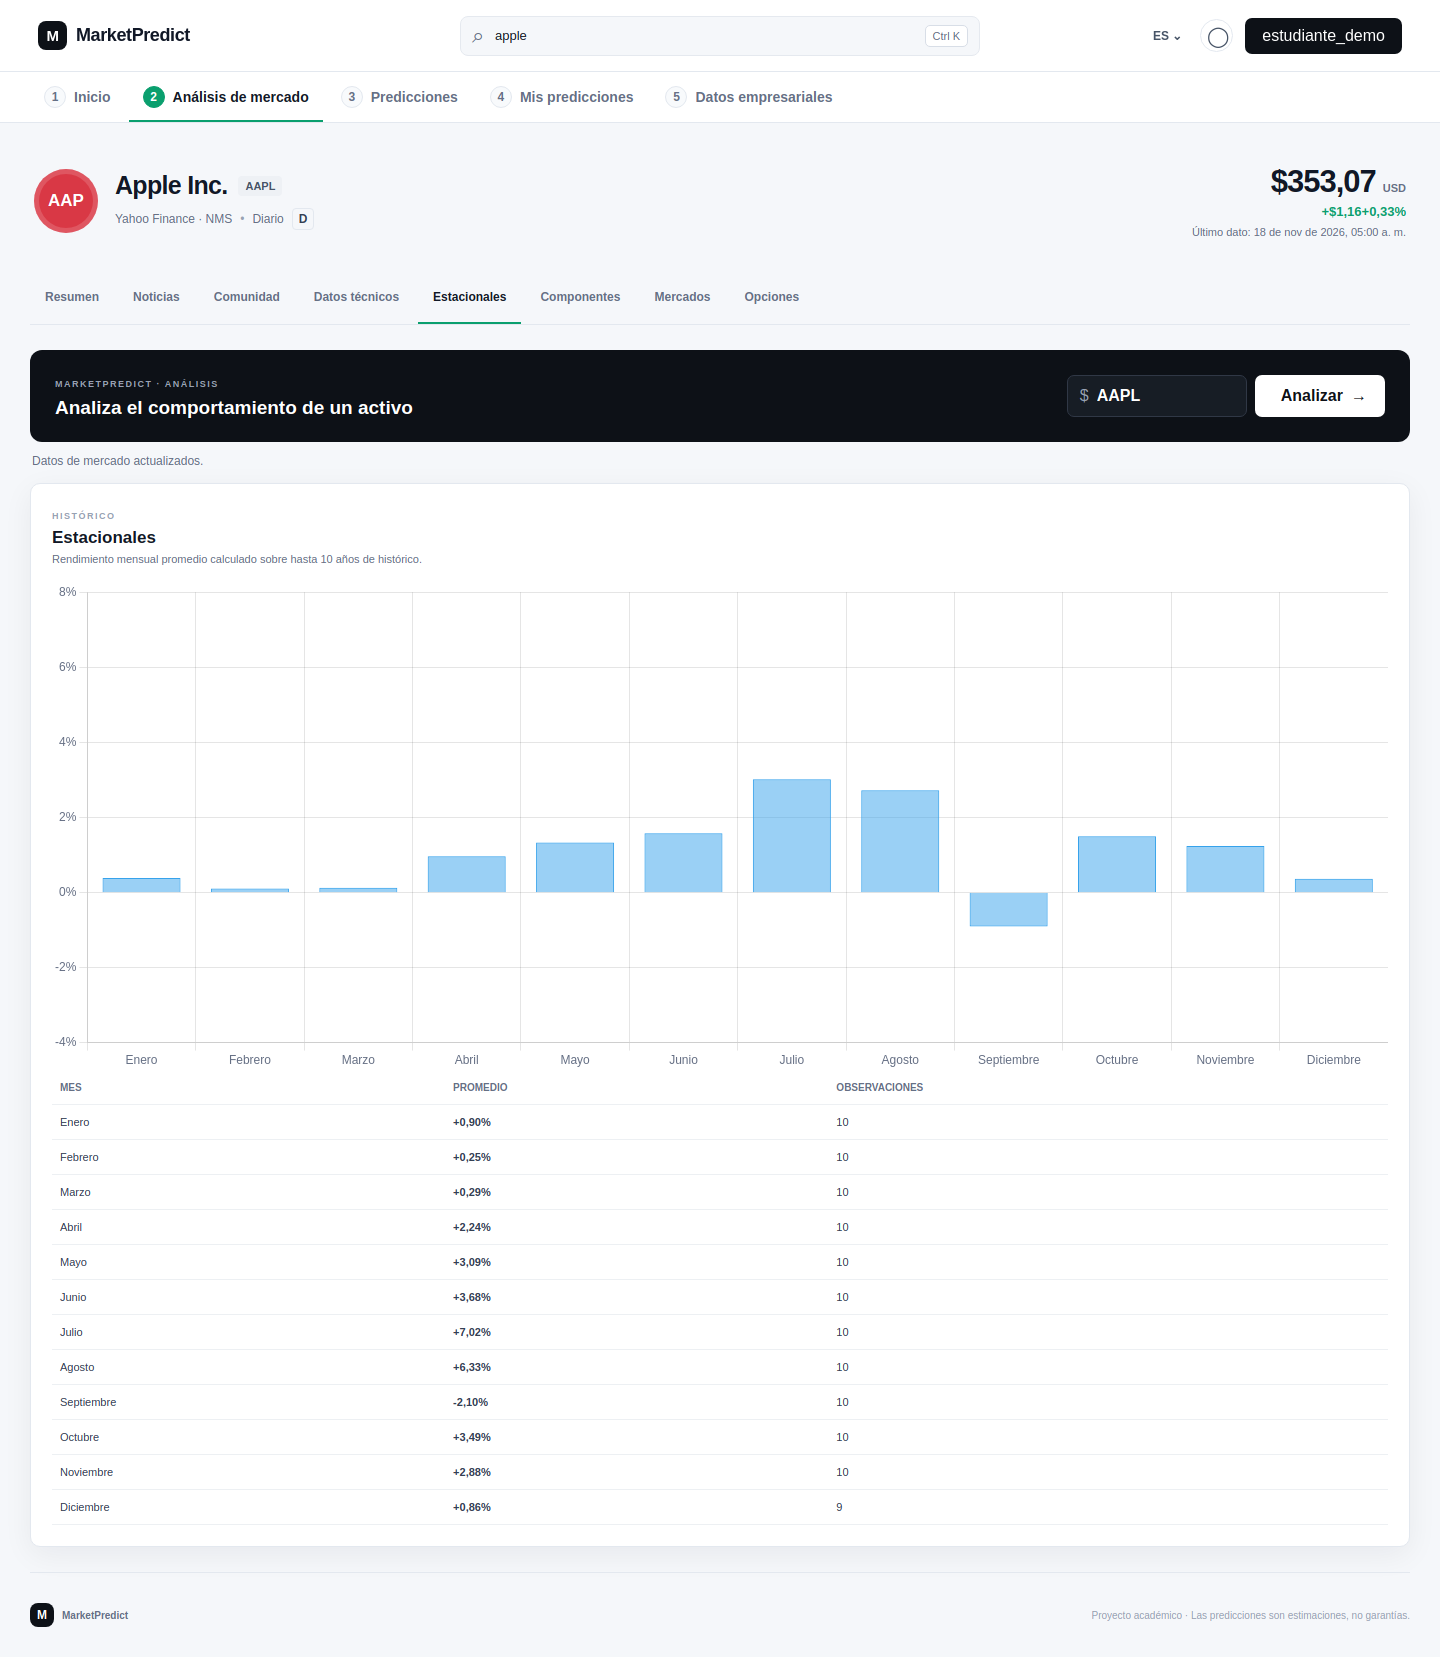 M MarketPredict
apple
Ctrl K
ES
estudiante_demo
1 Inicio
2 Análisis de mercado
3 Predicciones
4 Mis predicciones
5 Datos empresariales
AAP
Apple Inc. AAPL
Yahoo Finance · NMS • Diario D
$353,07 USD
+$1,16+0,33%
Último dato: 18 de nov de 2026, 05:00 a. m.
Resumen Noticias Comunidad Datos técnicos Estacionales Componentes Mercados Opciones
MARKETPREDICT · ANÁLISIS
Analiza el comportamiento de un activo
$ AAPL
Analizar →
Datos de mercado actualizados.
HISTÓRICO
Estacionales
Rendimiento mensual promedio calculado sobre hasta 10 años de histórico.
8%
6%
4%
2%
0%
-2%
-4%
Enero Febrero Marzo Abril Mayo Junio Julio Agosto Septiembre Octubre Noviembre Diciembre
MES PROMEDIO OBSERVACIONES
Enero +0,90% 10
Febrero +0,25% 10
Marzo +0,29% 10
Abril +2,24% 10
Mayo +3,09% 10
Junio +3,68% 10
Julio +7,02% 10
Agosto +6,33% 10
Septiembre -2,10% 10
Octubre +3,49% 10
Noviembre +2,88% 10
Diciembre +0,86% 9
M MarketPredict
Proyecto académico · Las predicciones son estimaciones, no garantías.